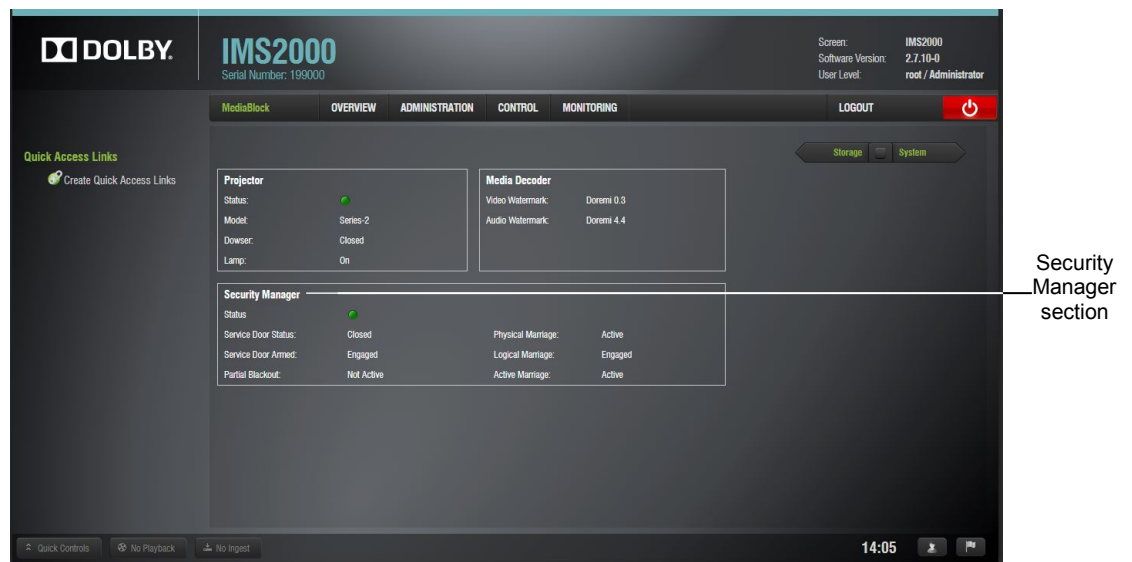 DOLBY.
IMS2000
Serial Number: 199000
Screen: IMS2000
Software Version: 2.7.10-0
User Level: root / Administrator
MediaBlock OVERVIEW ADMINISTRATION CONTROL MONITORING LOGOUT
Quick Access Links
Create Quick Access Links
Storage System
Projector
Status:
Model: Series-2
Dowser: Closed
Lamp: On
Media Decoder
Video Watermark: Doremi 0.3
Audio Watermark: Doremi 4.4
Security Manager
Status
Service Door Status: Closed Physical Marriage: Active
Service Door Armed: Engaged Logical Marriage: Engaged
Partial Blackout: Not Active Active Marriage: Active
Security
Manager
section
Quick Controls No Playback No Ingest 14:05